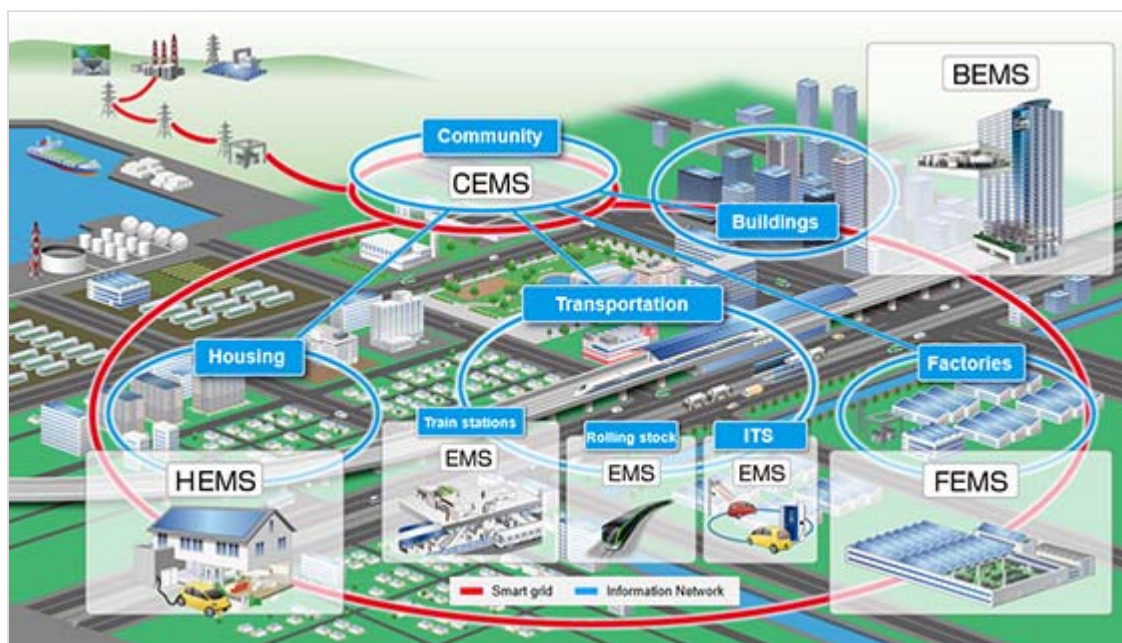 BEMS
Community
CEMS
Buildings
Transportation
Housing
Factories
Train stations
Rolling stock
ITS
EMS
EMS
EMS
HEMS
FEMS
Smart grid
Information Network